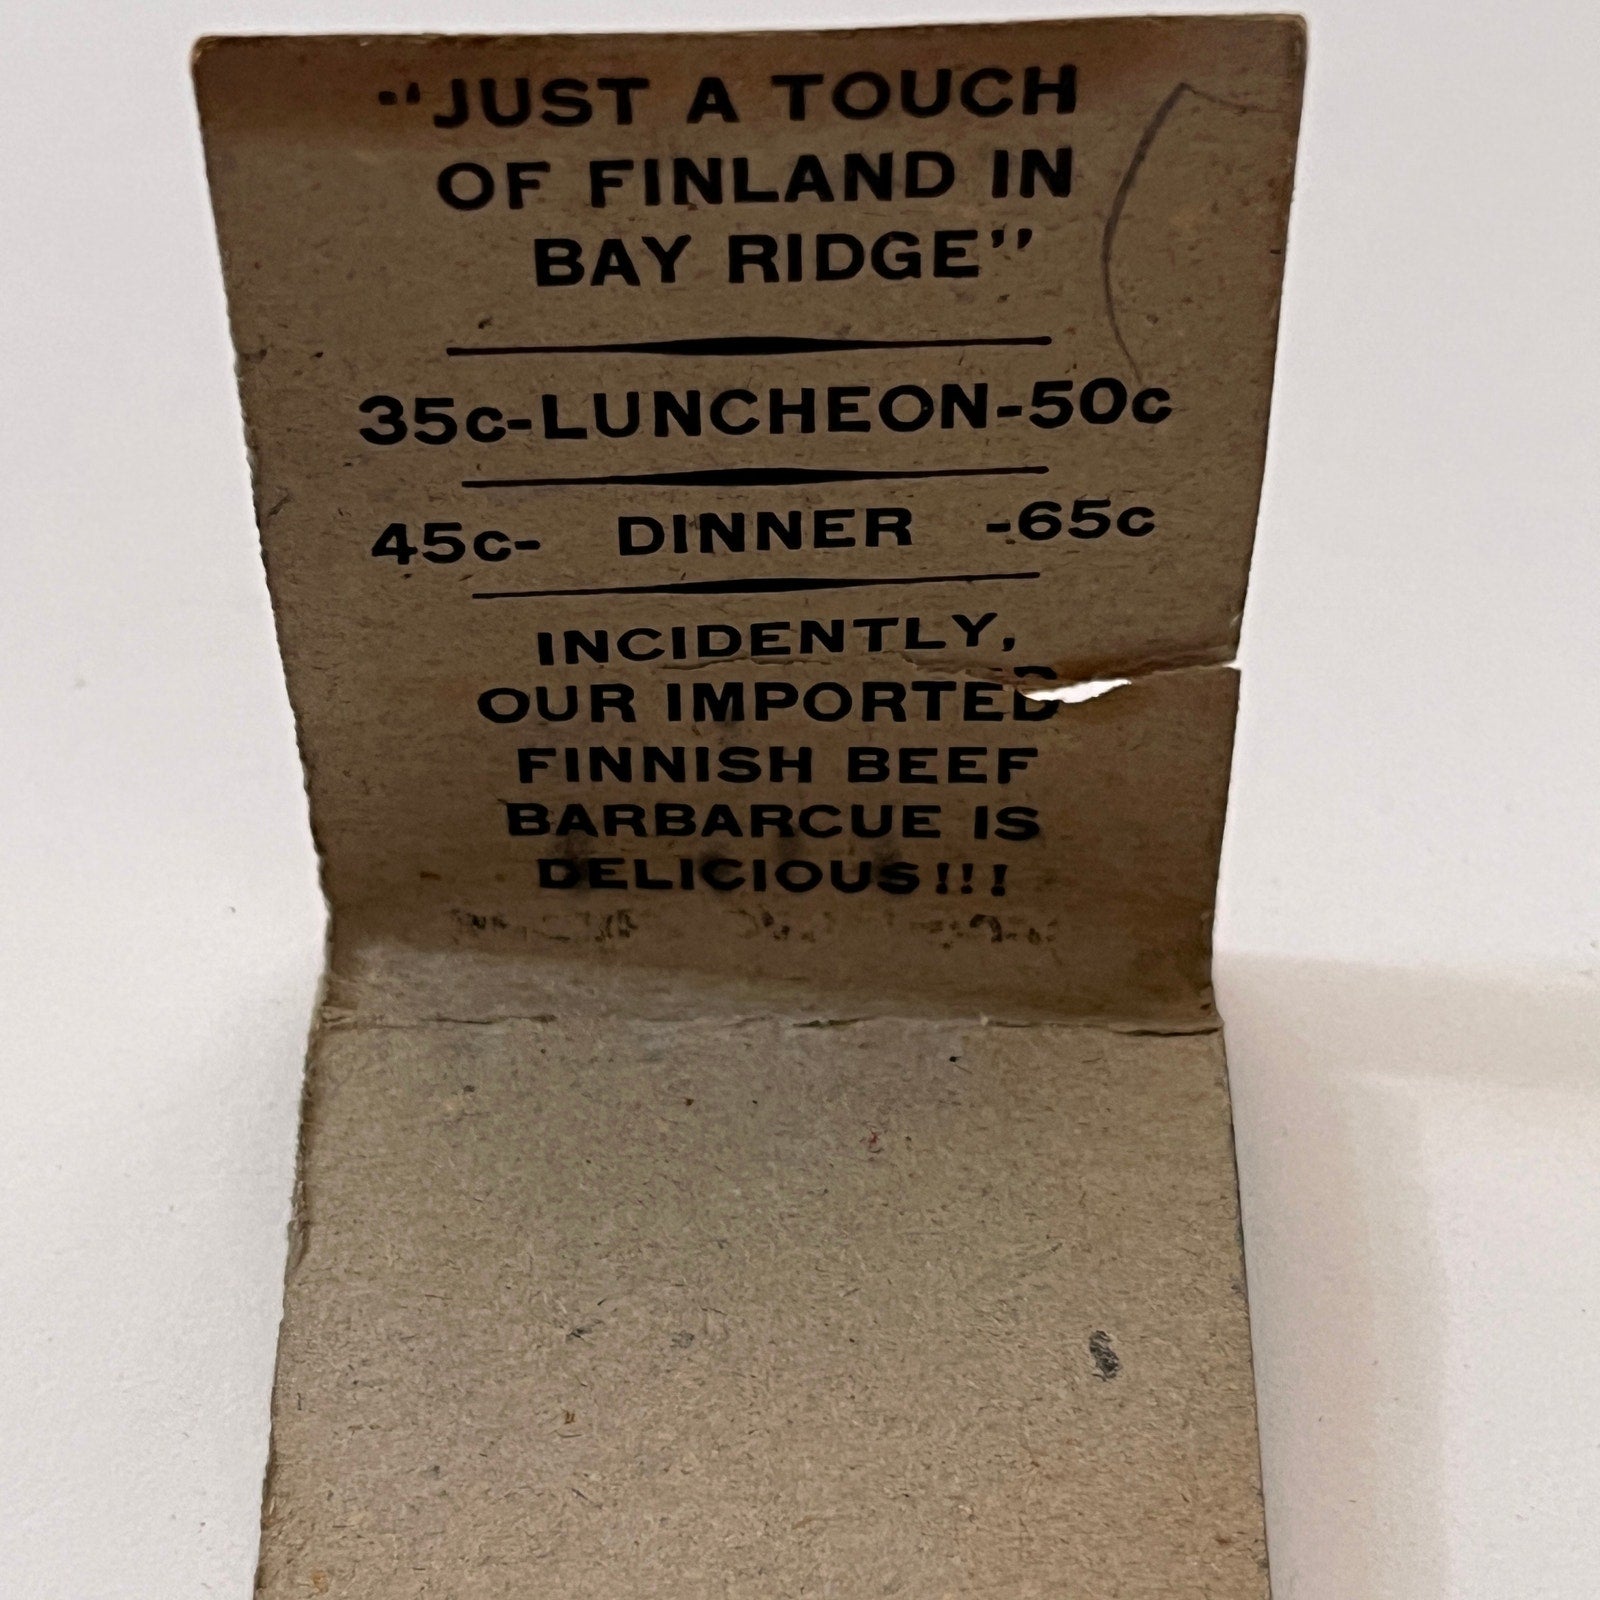 "JUST A TOUCH
OF FINLAND IN
BAY RIDGE"
35c-LUNCHEON-50c
45c- DINNER -65c
INCIDENTLY,
OUR IMPORTED
FINNISH BEEF
BARBARCUE IS
DELICIOUS!!!